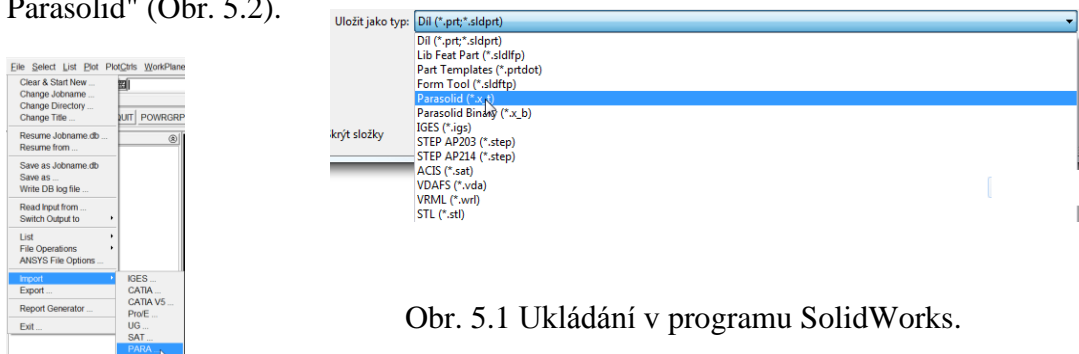 Parasolid" (Obr. 5.2).
Uložit jako typ: Díl (*.prt;*.sldprt)
Díl (*.prt;*.sldprt)
Lib Feat Part (*.sldlfp)
Part Templates (*.prtdot)
Form Tool (*.sldftp)
Parasolid (*.x_t)
Parasolid Binary (*.x_b)
IGES (*.igs)
STEP AP203 (*.step)
STEP AP214 (*.step)
ACIS (*.sat)
VDAFS (*.vda)
VRML (*.wrl)
STL (*.stl)
Skrýt složky
File Select List Plot PlotCtrls WorkPlane
Clear & Start New ...
Change Jobname ...
Change Directory ...
Change Title ...
QUIT POWRGRP
Resume Jobname.db ...
Resume from ...
Save as Jobname.db
Save as ...
Write DB log file ...
Read Input from ...
Switch Output to
List
File Operations
ANSYS File Options ...
Import
Export ...
Report Generator ...
Exit ...
IGES ...
CATIA ...
CATIA V5 ...
Pro/E ...
UG ...
SAT ...
PARA ...
Obr. 5.1 Ukládání v programu SolidWorks.